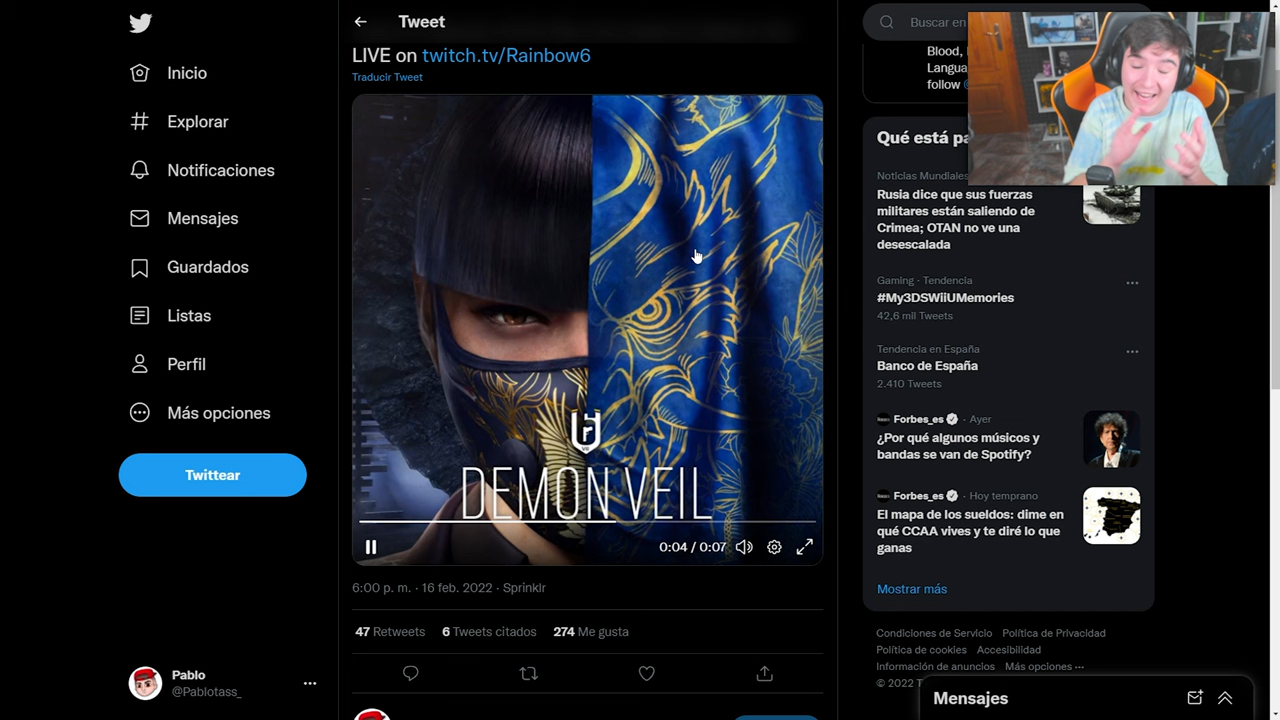 Tweet
LIVE on twitch.tv/Rainbow6
Traducir Tweet
Inicio
Explorar
Notificaciones
Mensajes
Guardados
Listas
Perfil
Más opciones
Twittear
Pablo
@Pablotass_
DEMON VEIL
0:04 / 0:07
6:00 p. m. · 16 feb. 2022 · Sprinklr
47 Retweets 6 Tweets citados 274 Me gusta
Buscar en
Blood,
Langua
follow
Qué está pa
Noticias Mundiales
Rusia dice que sus fuerzas
militares están saliendo de
Crimea; OTAN no ve una
desescalada
Gaming · Tendencia
#My3DSWiiUMemories
42,6 mil Tweets
Tendencia en España
Banco de España
2.410 Tweets
Forbes_es · Ayer
¿Por qué algunos músicos y
bandas se van de Spotify?
Forbes_es · Hoy temprano
El mapa de los sueldos: dime en
qué CCAA vives y te diré lo que
ganas
Mostrar más
Condiciones de Servicio Política de Privacidad
Política de cookies Accesibilidad
Información de anuncios Más opciones ···
© 2022 T
Mensajes